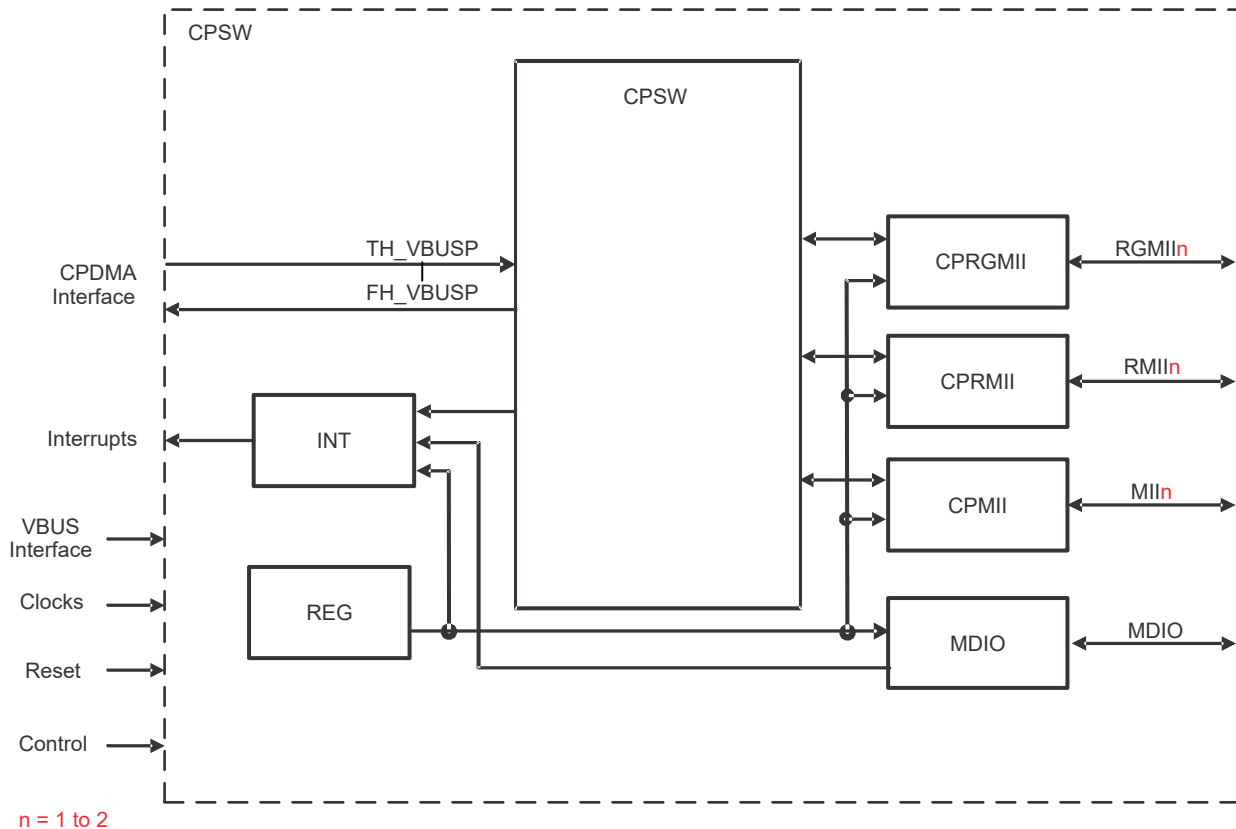 CPSW
CPSW
TH_VBUSP
CPDMA
Interface
FH_VBUSP
CPRGMII
RGMIIn
CPRMII
RMIIn
Interrupts
INT
CPMII
MIIn
VBUS
Interface
Clocks
REG
MDIO
MDIO
Reset
Control
n = 1 to 2